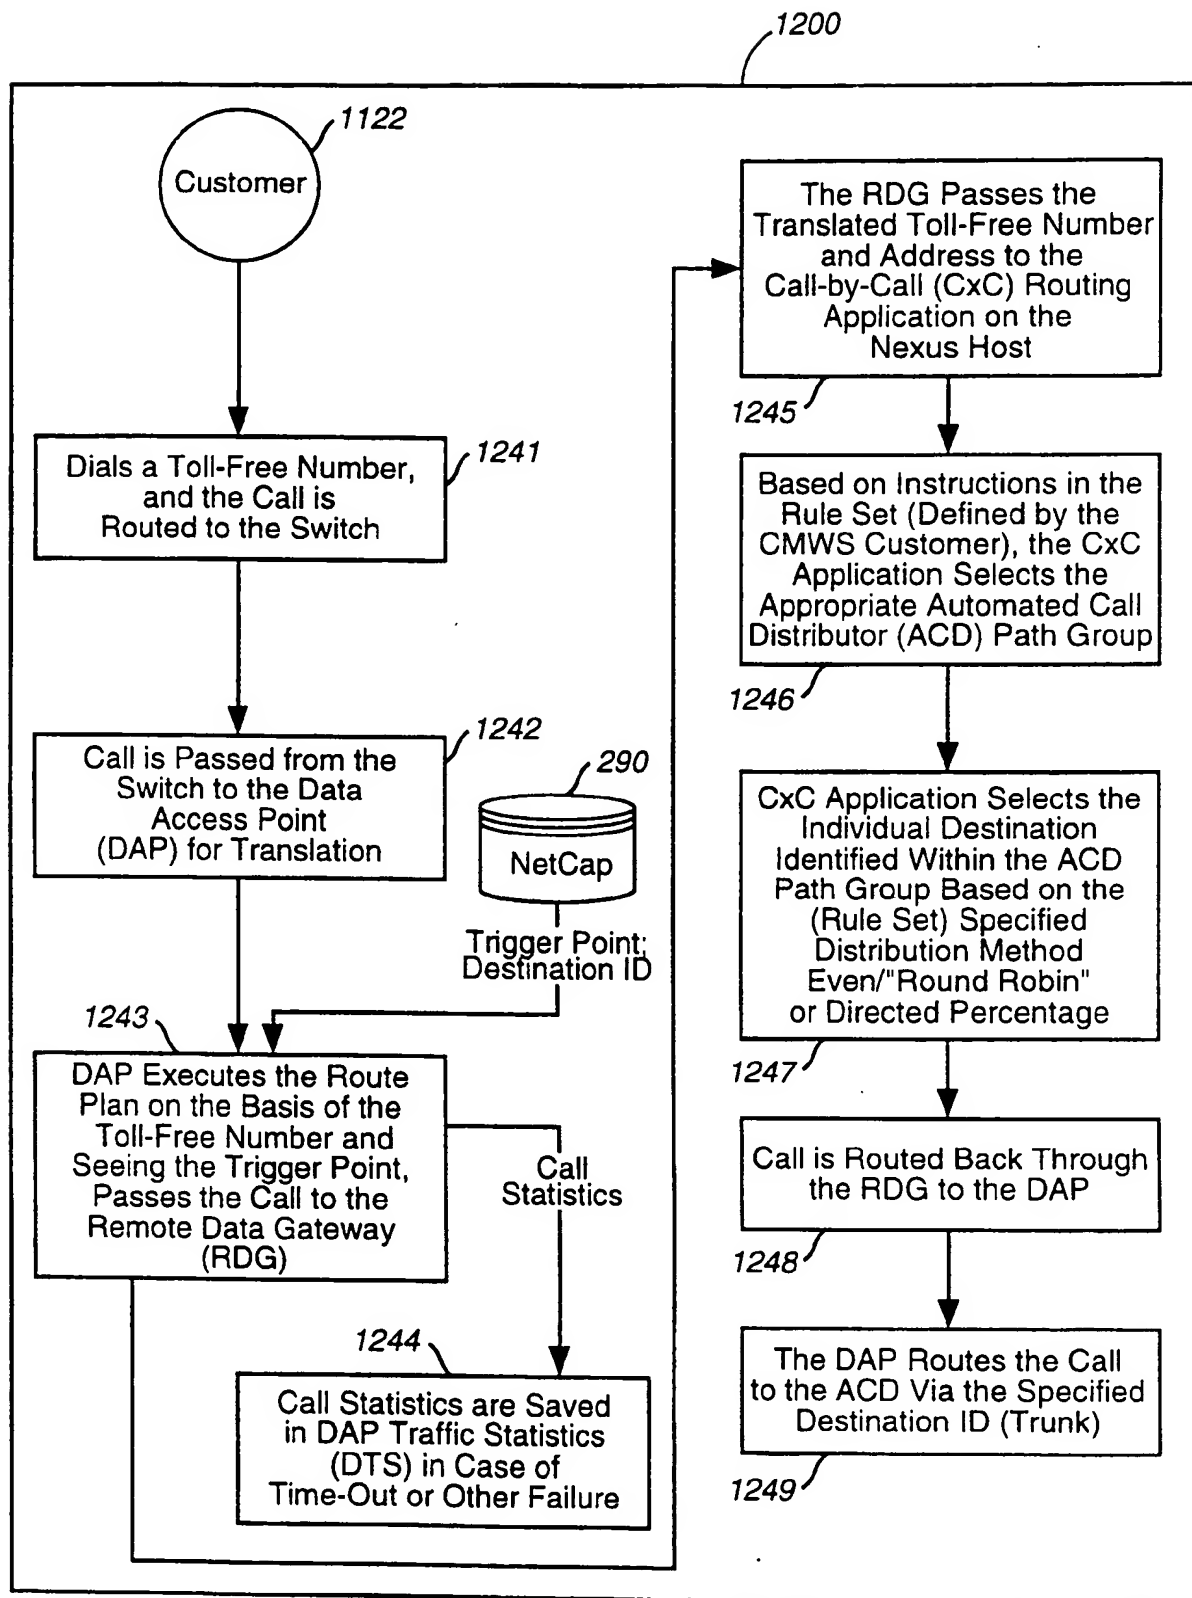 1200
1122
Customer
1241
Dials a Toll-Free Number,
and the Call is
Routed to the Switch
1242
Call is Passed from the
Switch to the Data
Access Point
(DAP) for Translation
290
NetCap
Trigger Point;
Destination ID
1243
DAP Executes the Route
Plan on the Basis of the
Toll-Free Number and
Seeing the Trigger Point,
Passes the Call to the
Remote Data Gateway
(RDG)
Call
Statistics
1244
Call Statistics are Saved
in DAP Traffic Statistics
(DTS) in Case of
Time-Out or Other Failure
The RDG Passes the
Translated Toll-Free Number
and Address to the
Call-by-Call (CxC) Routing
Application on the
Nexus Host
1245
Based on Instructions in the
Rule Set (Defined by the
CMWS Customer), the CxC
Application Selects the
Appropriate Automated Call
Distributor (ACD) Path Group
1246
CxC Application Selects the
Individual Destination
Identified Within the ACD
Path Group Based on the
(Rule Set) Specified
Distribution Method
Even/"Round Robin"
or Directed Percentage
1247
Call is Routed Back Through
the RDG to the DAP
1248
The DAP Routes the Call
to the ACD Via the Specified
Destination ID (Trunk)
1249